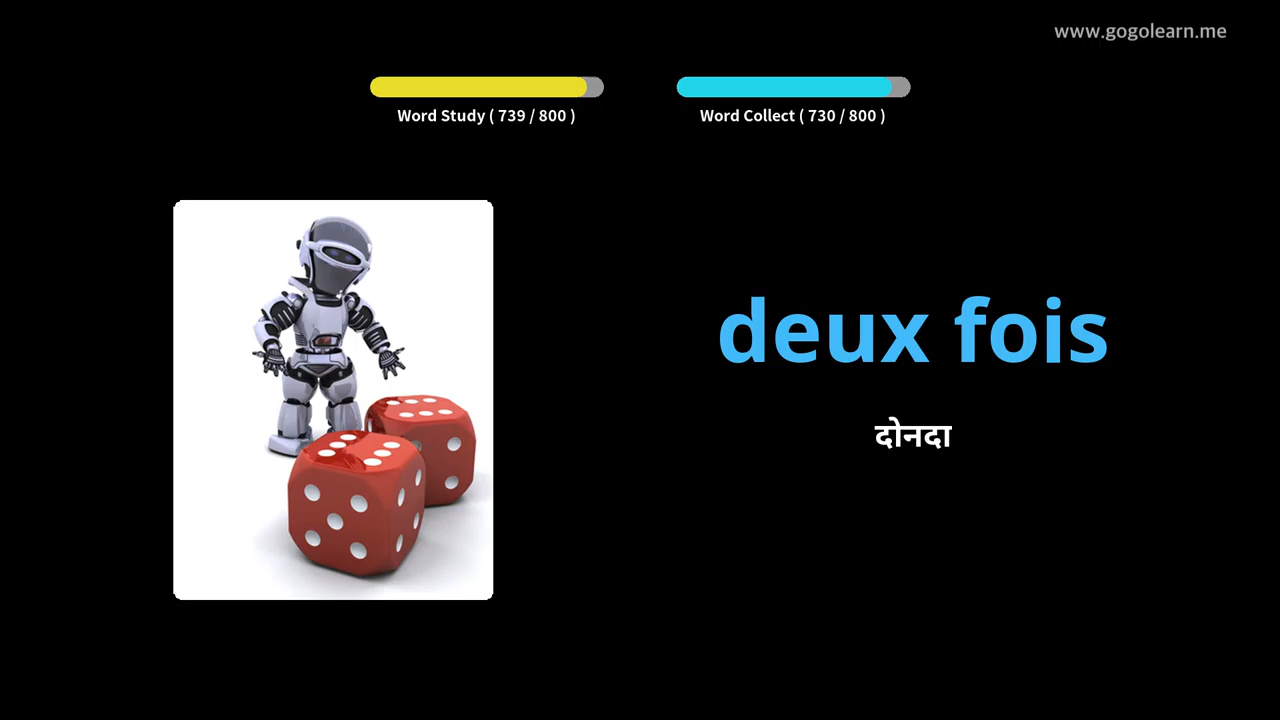 www.gogolearn.me
Word Study ( 739 / 800 )
Word Collect ( 730 / 800 )
deux fois
दोनदा